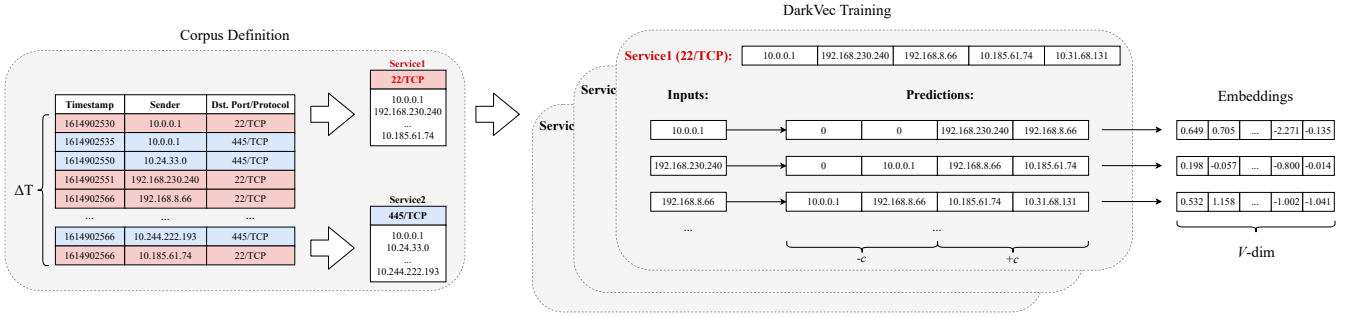 DarkVec Training
Corpus Definition
Timestamp Sender Dst. Port/Protocol
1614902530 10.0.0.1 22/TCP
1614902535 10.0.0.1 445/TCP
1614902550 10.24.33.0 445/TCP
1614902551 192.168.230.240 22/TCP
1614902566 192.168.8.66 22/TCP
... ... ...
1614902566 10.244.222.193 445/TCP
1614902566 10.185.61.74 22/TCP
ΔT
Service1
22/TCP
10.0.0.1
192.168.230.240
...
10.185.61.74
Service2
445/TCP
10.0.0.1
10.24.33.0
...
10.244.222.193
Servic
Servic
Service1 (22/TCP): 10.0.0.1 192.168.230.240 192.168.8.66 10.185.61.74 10.31.68.131
Inputs: Predictions:
10.0.0.1 0 0 192.168.230.240 192.168.8.66
192.168.230.240 0 10.0.0.1 192.168.8.66 10.185.61.74
192.168.8.66 10.0.0.1 192.168.8.66 10.185.61.74 10.31.68.131
... ...
-c +c
Embeddings
0.649 0.705 ... -2.271 -0.135
0.198 -0.057 ... -0.800 -0.014
0.532 1.158 ... -1.002 -1.041
V-dim